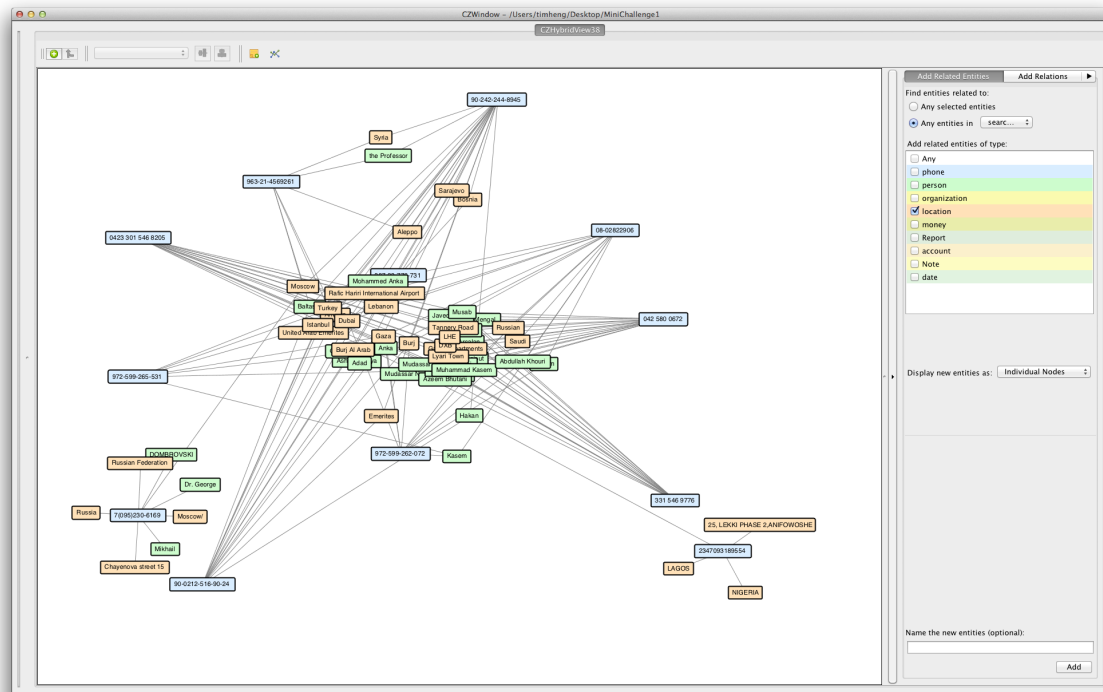 CZWindow - /Users/timheng/Desktop/MiniChallenge1
CZHybridView38
90-242-244-8945
Syria
the Professor
963-21-4569261
Sarajevo
Bosnia
Aleppo
08-02822906
0423 301 546 8205
731
Mohammed Anka
Moscow
Rafic Hariri International Airport
Turkey
Lebanon
Musab
Istanbul
Dubai
Tannery Road
Russian
042 580 0672
United Arab Emirates
Gaza
Burj
LHE
DXB
Saudi
Burj Al Arab
Anka
Lyari Town
Adad
Muhammad Kasem
Abdullah Khouri
972-599-265-531
Azeem Bhutani
Emerites
Hakan
972-599-262-072
Kasem
DOMBROVSKI
Russian Federation
Dr. George
Russia
7(095)230-6169
Moscow/
Mikhail
Chayenova street 15
90-0212-516-90-24
331 546 9776
25, LEKKI PHASE 2,ANIFOWOSHE
2347093189554
LAGOS
NIGERIA
Add Related Entities
Add Relations
Find entities related to:
Any selected entities
Any entities in
searc...
Add related entities of type:
Any
phone
person
organization
location
money
Report
account
Note
date
Display new entities as:
Individual Nodes
Name the new entities (optional):
Add